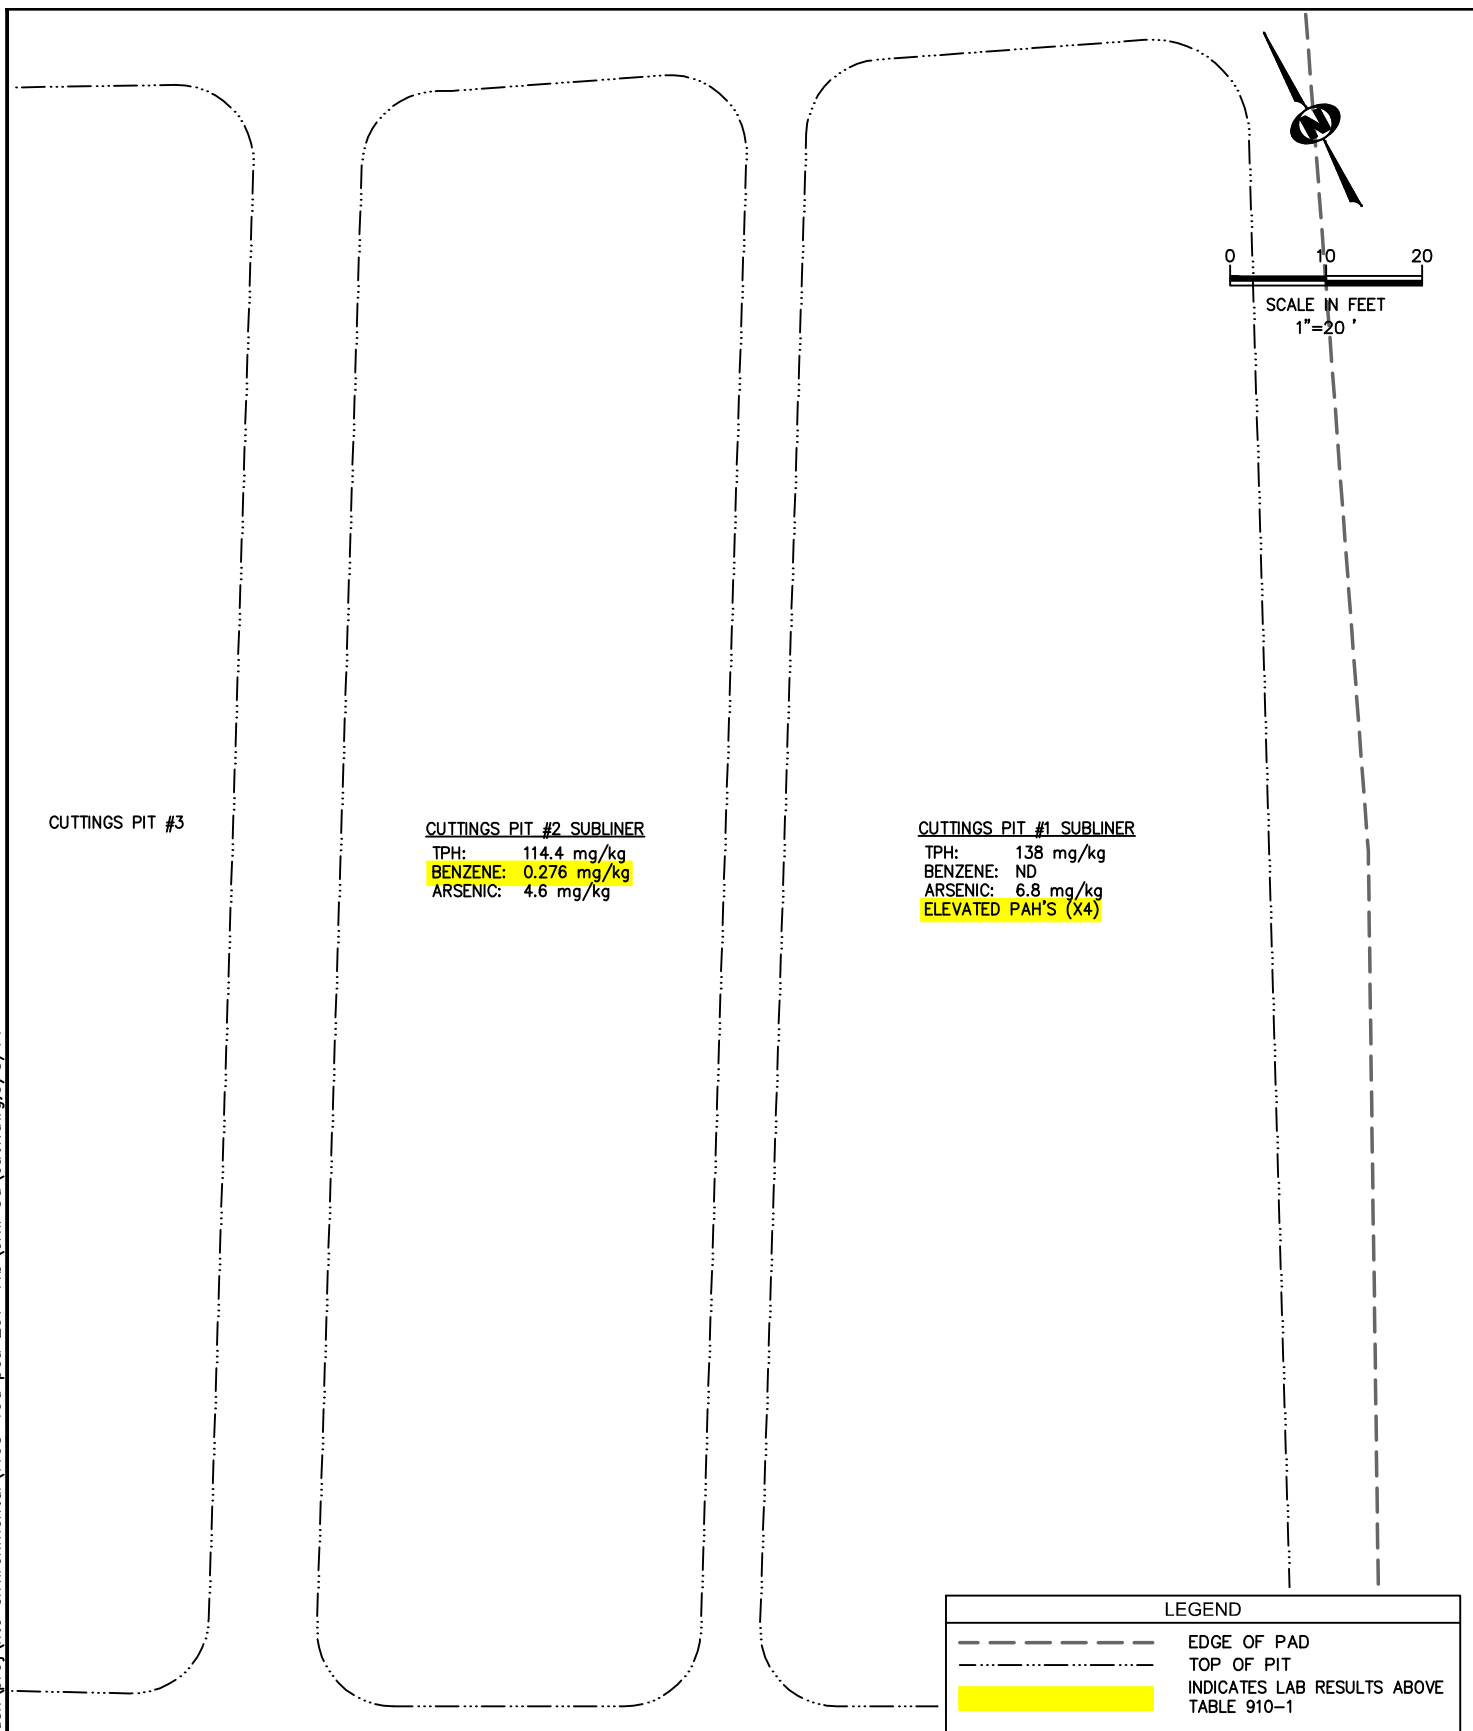 N
0 10 20
SCALE IN FEET
1"=20 '
CUTTINGS PIT #3
CUTTINGS PIT #2 SUBLINER
TPH: 114.4 mg/kg
BENZENE: 0.276 mg/kg
ARSENIC: 4.6 mg/kg
CUTTINGS PIT #1 SUBLINER
TPH: 138 mg/kg
BENZENE: ND
ARSENIC: 6.8 mg/kg
ELEVATED PAH'S (X4)
LEGEND
EDGE OF PAD
TOP OF PIT
INDICATES LAB RESULTS ABOVE
TABLE 910-1